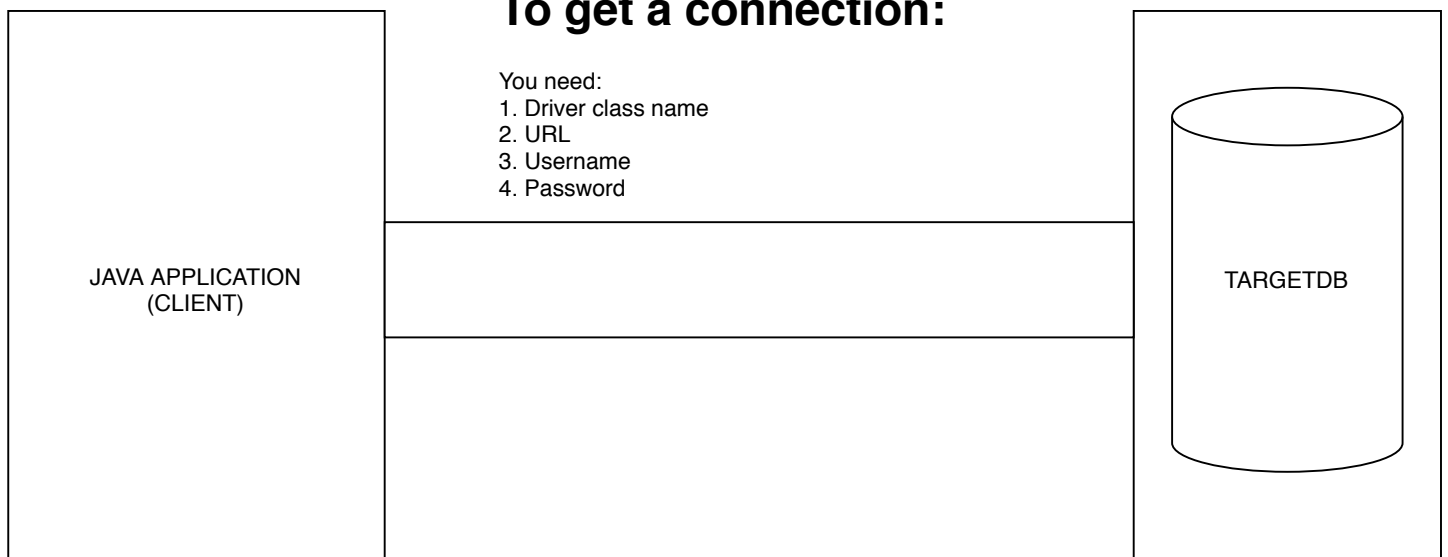 To get a connection:
You need:
1. Driver class name
2. URL
3. Username
4. Password
JAVA APPLICATION
(CLIENT)
TARGETDB